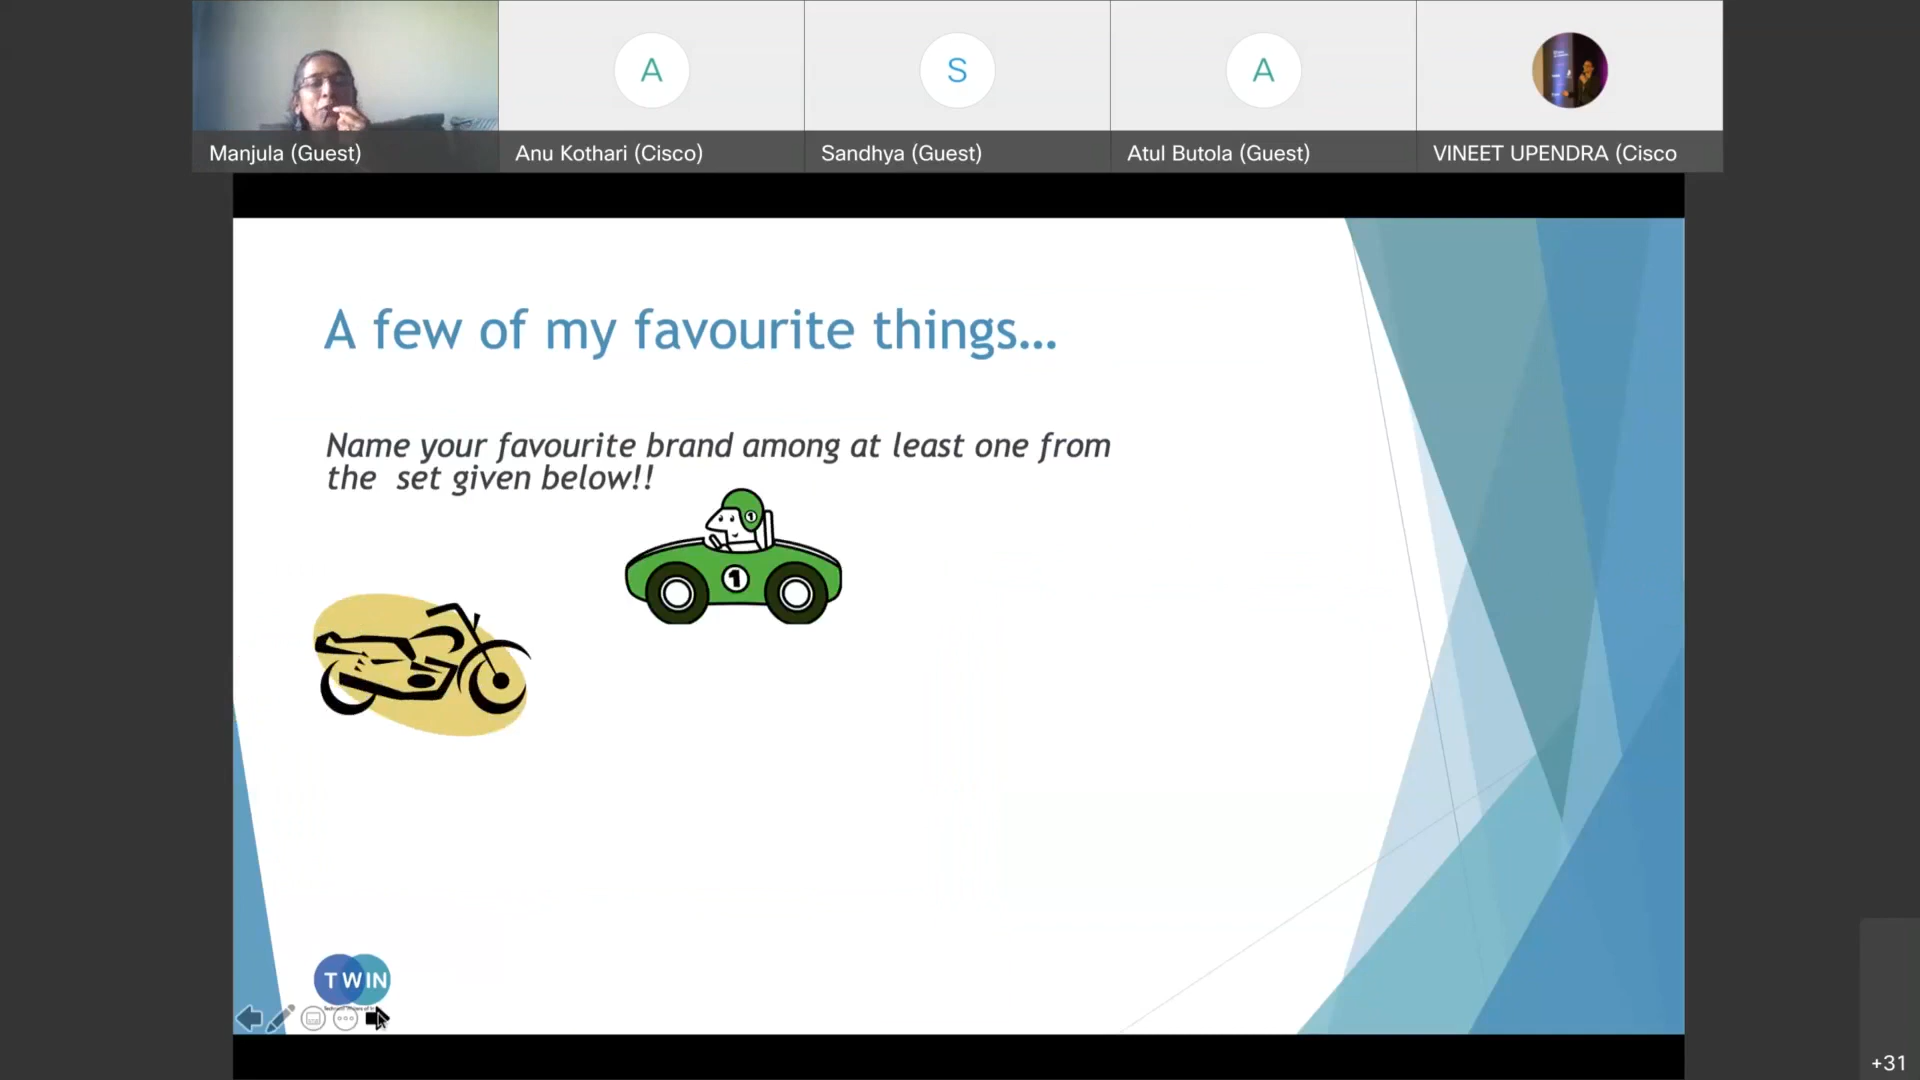 A
S
A
Manjula (Guest)
Anu Kothari (Cisco)
Sandhya (Guest)
Atul Butola (Guest)
VINEET UPENDRA (Cisco
A few of my favourite things...
Name your favourite brand among at least one from
the set given below!!
1
1
TWIN
+31